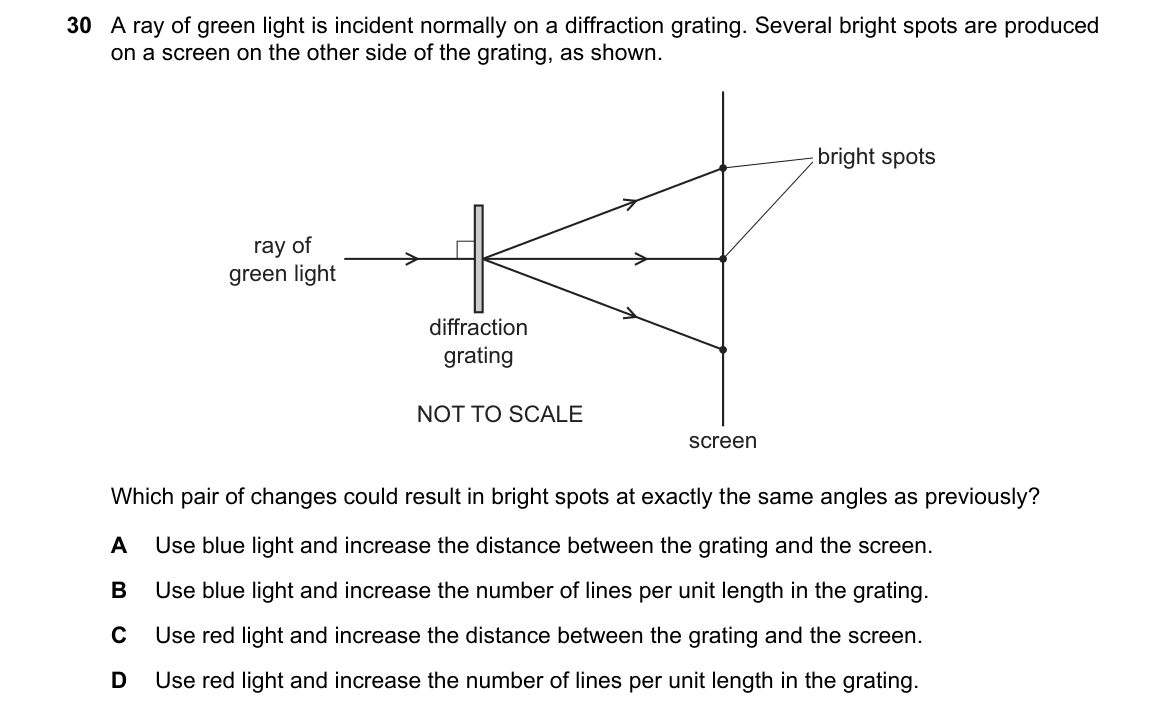 30 A ray of green light is incident normally on a diffraction grating. Several bright spots are produced
on a screen on the other side of the grating, as shown.
bright spots
ray of
green light
diffraction
grating
NOT TO SCALE
screen
Which pair of changes could result in bright spots at exactly the same angles as previously?
A Use blue light and increase the distance between the grating and the screen.
B Use blue light and increase the number of lines per unit length in the grating.
C Use red light and increase the distance between the grating and the screen.
D Use red light and increase the number of lines per unit length in the grating.